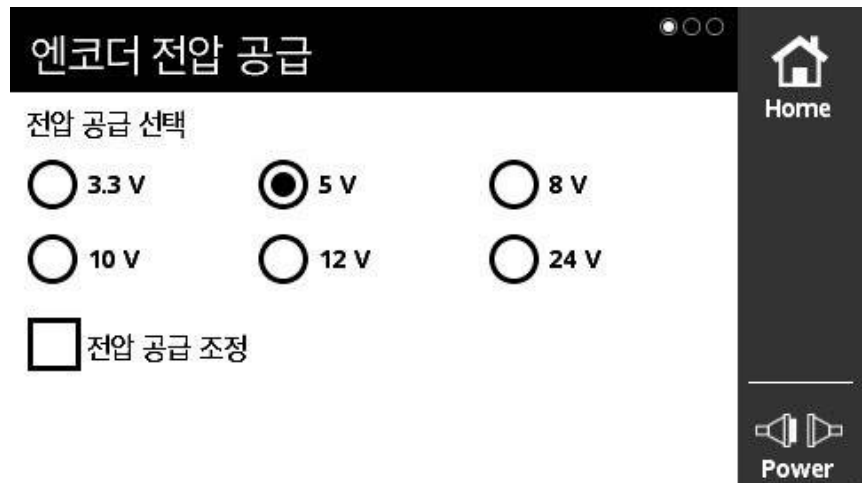 엔코더 전압 공급
Home
전압 공급 선택
3.3 V 5 V 8 V
10 V 12 V 24 V
전압 공급 조정
Power